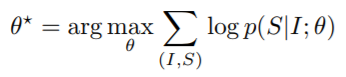 θ⋆ = arg max_θ ∑_(I,S) log p(S|I; θ)